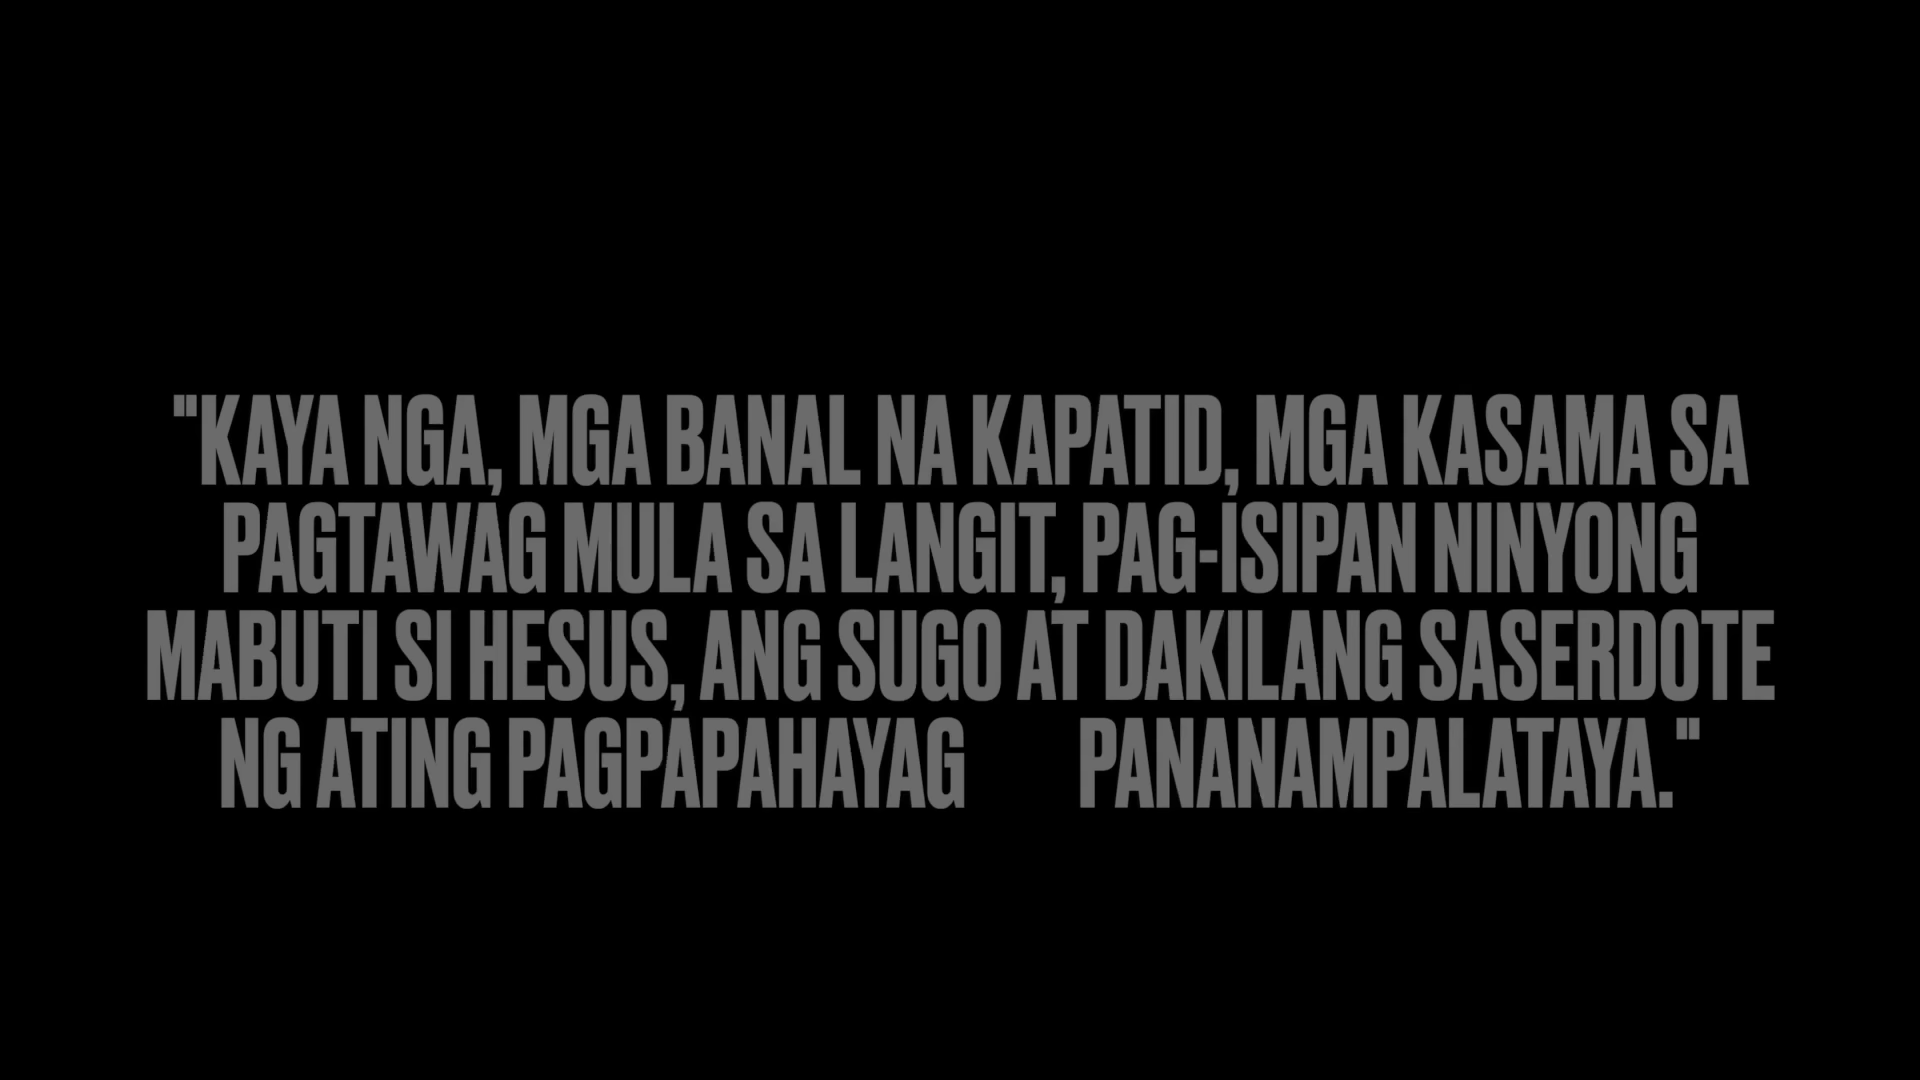 "KAYA NGA, MGA BANAL NA KAPATID, MGA KASAMA SA
PAGTAWAG MULA SA LANGIT, PAG-ISIPAN NINYONG
MABUTI SI HESUS, ANG SUGO AT DAKILANG SASERDOTE
NG ATING PAGPAPAHAYAG PANANAMPALATAYA."